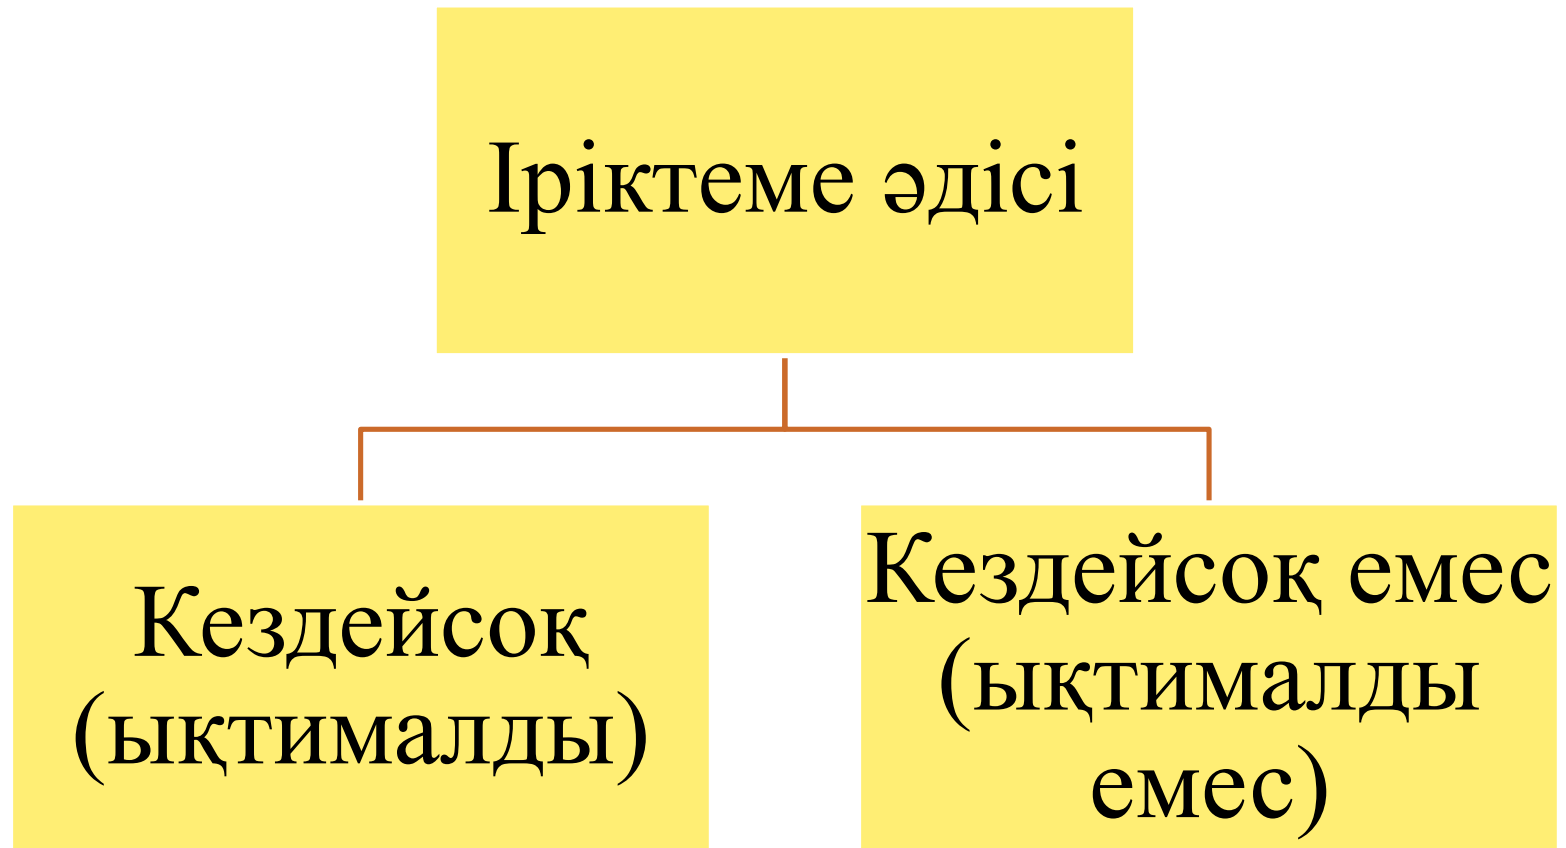 Іріктеме әдісі
Кездейсоқ
(ықтималды)
Кездейсоқ емес
(ықтималды
емес)